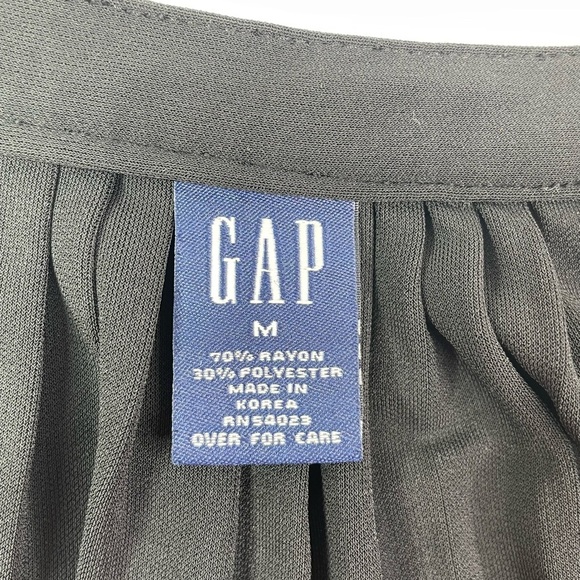 GAP
M
70% RAYON
30% POLYESTER
MADE IN
KOREA
RN54023
OVER FOR CARE